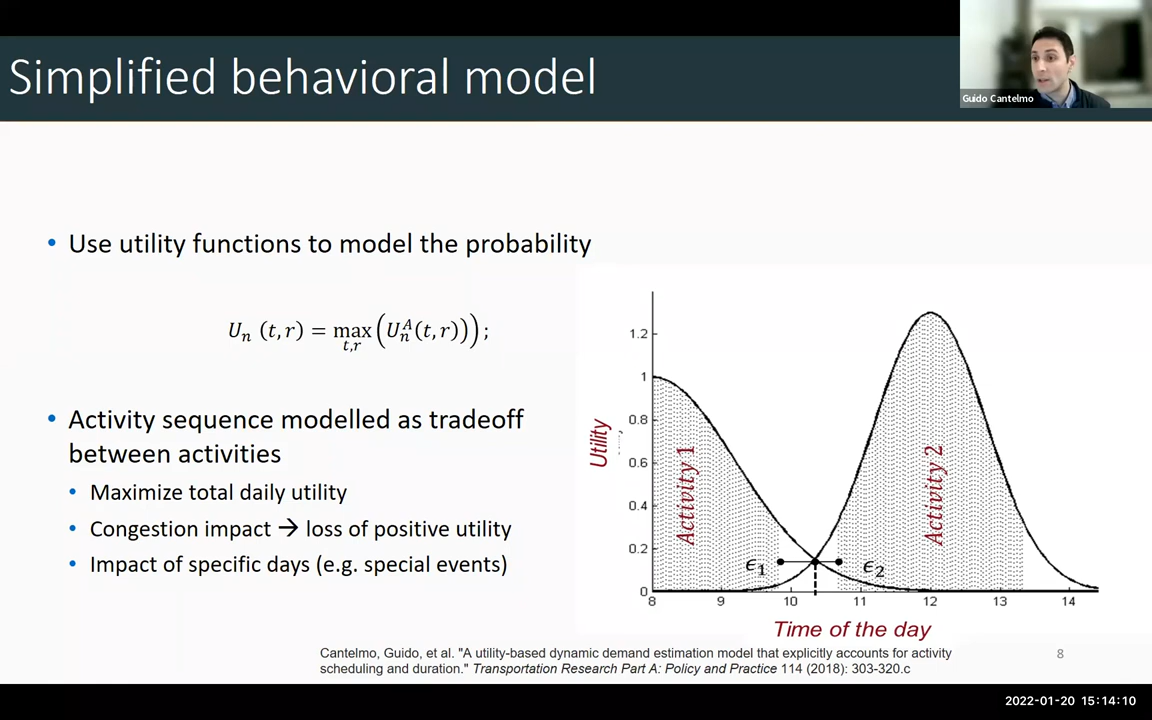 Simplified behavioral model
Guido Cantelmo
• Use utility functions to model the probability
Uₙ (t, r) = max (Uₙᴬ(t, r)));
t,r
• Activity sequence modelled as tradeoff
between activities
• Maximize total daily utility
• Congestion impact → loss of positive utility
• Impact of specific days (e.g. special events)
Utility
1.2
1
0.8
0.6
0.4
0.2
0
Activity 1
Activity 2
ϵ₁
ϵ₂
8 9 10 11 12 13 14
Time of the day
Cantelmo, Guido, et al. "A utility-based dynamic demand estimation model that explicitly accounts for activity
scheduling and duration." Transportation Research Part A: Policy and Practice 114 (2018): 303-320.c
8
2022-01-20 15:14:10